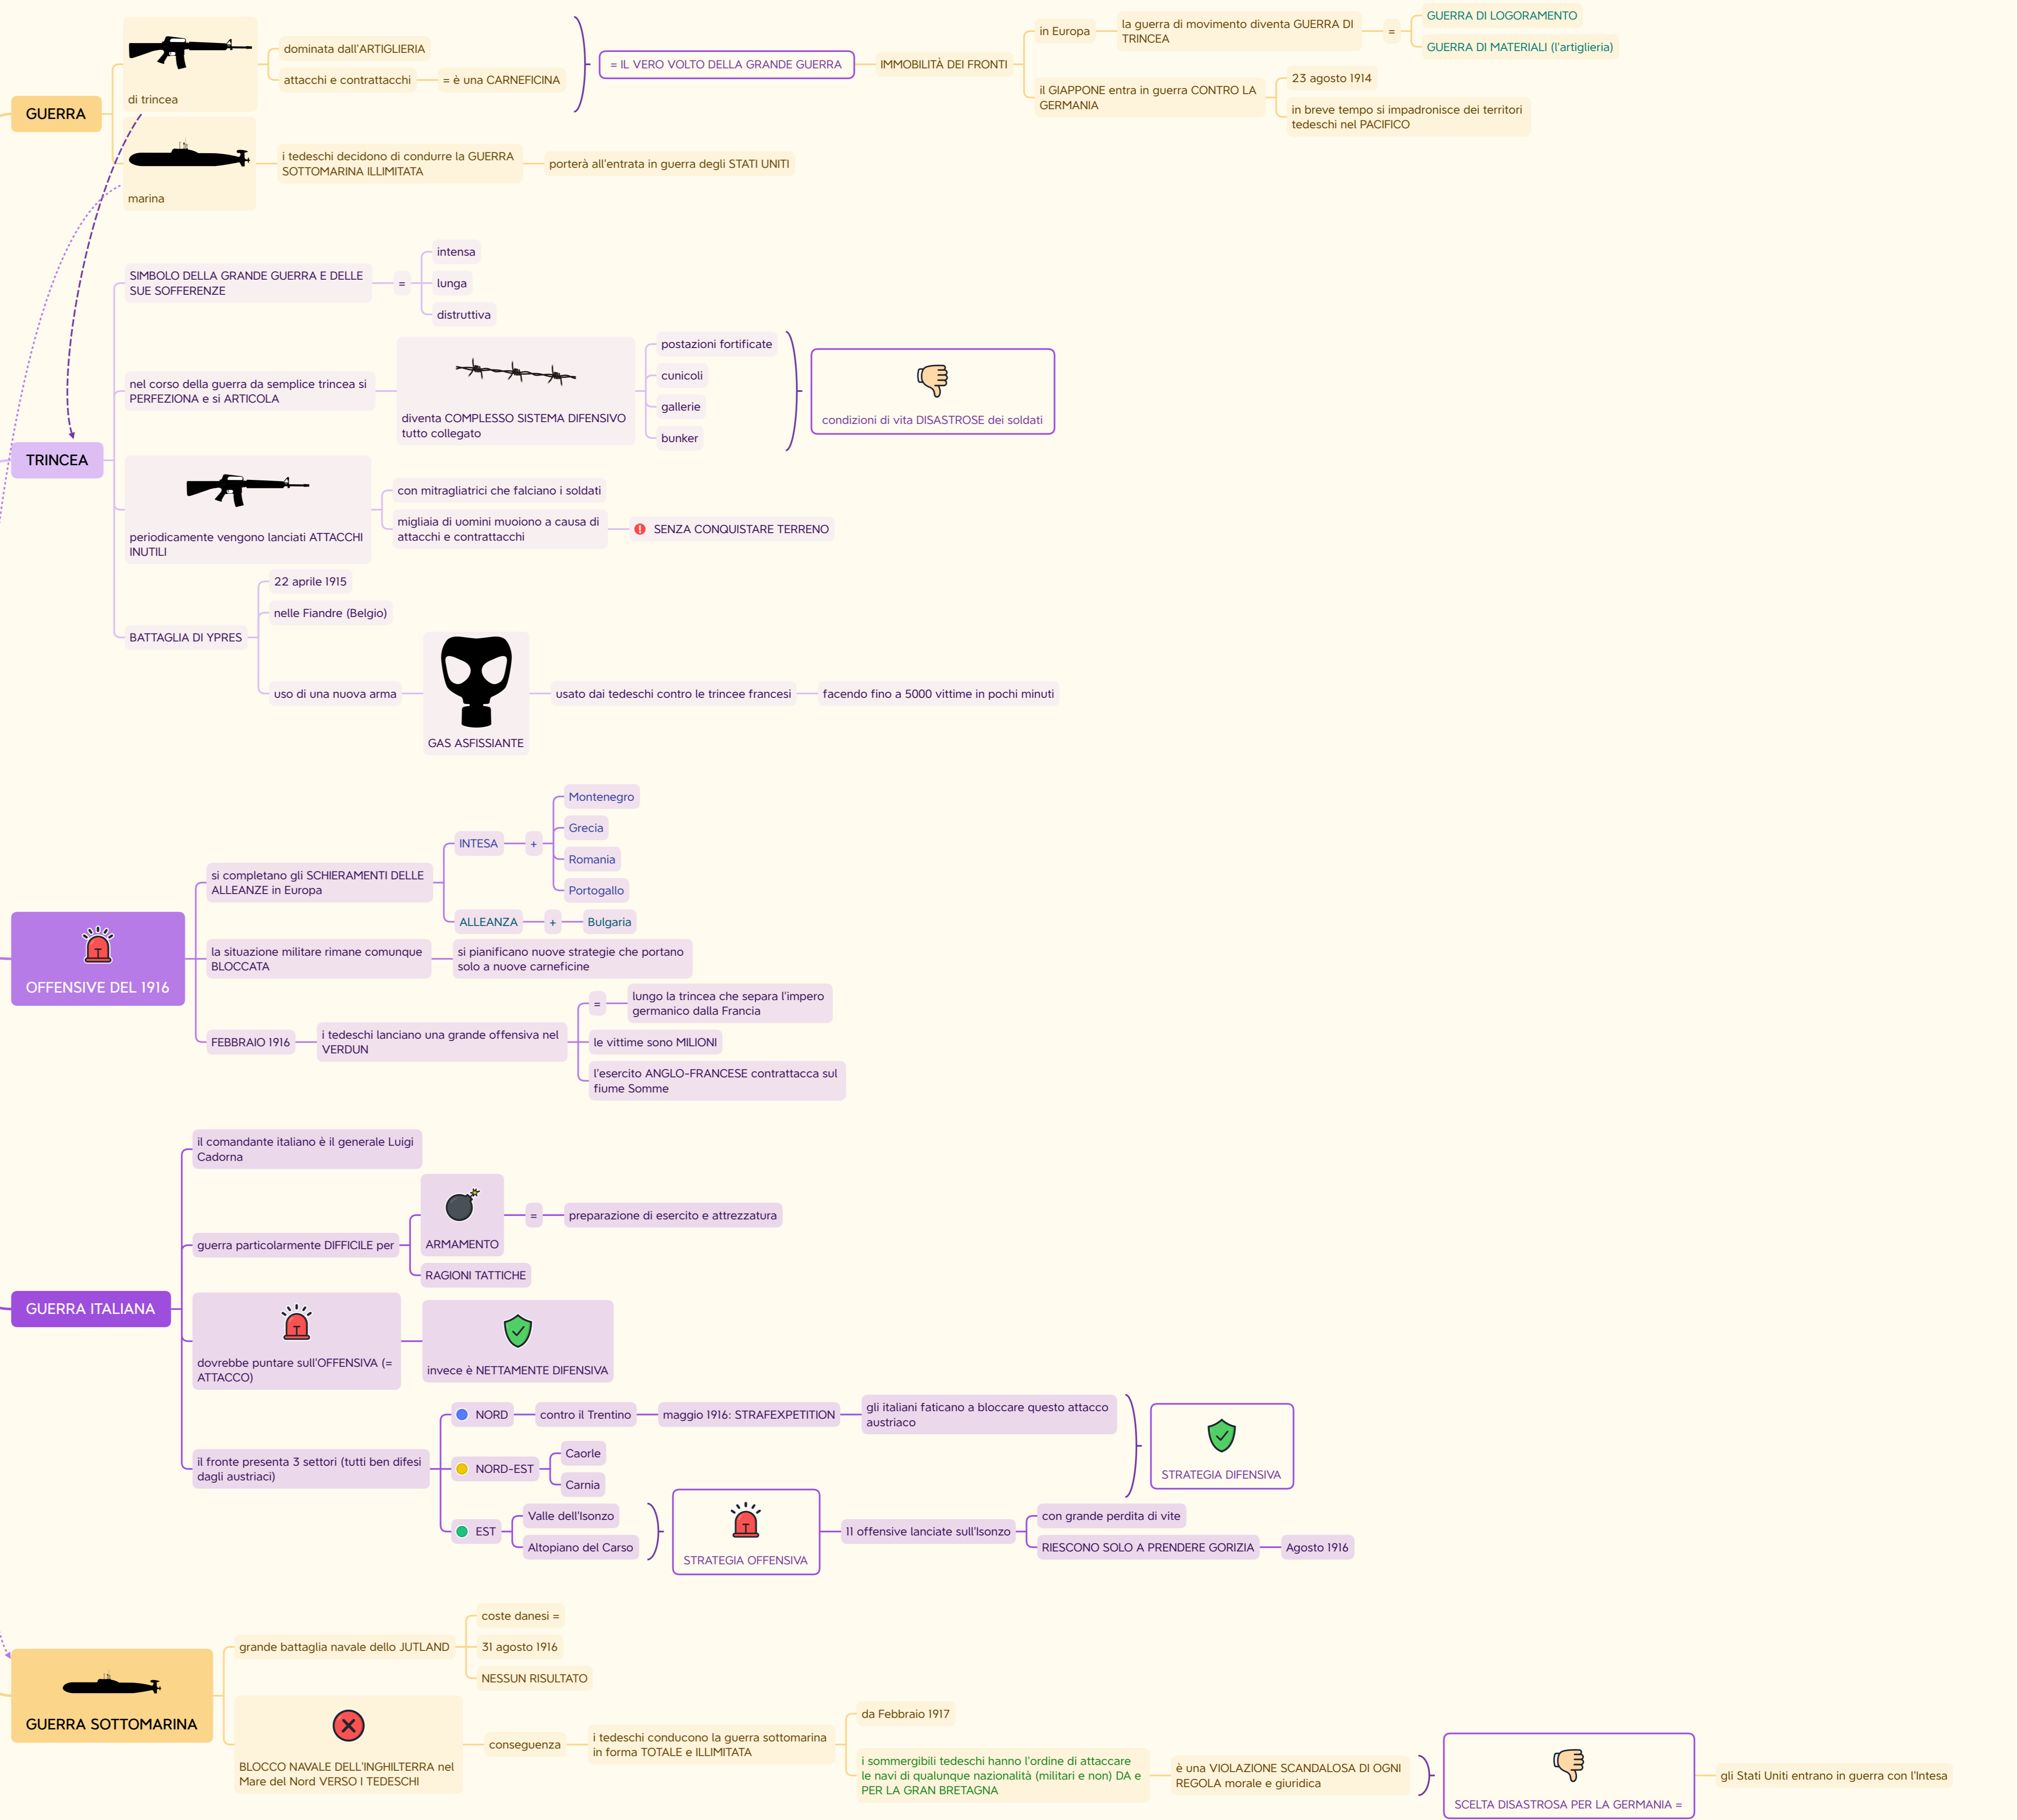 GUERRA
di trincea
dominata dall'ARTIGLIERIA
attacchi e contrattacchi
= è una CARNEFICINA
= IL VERO VOLTO DELLA GRANDE GUERRA
IMMOBILITÀ DEI FRONTI
in Europa
la guerra di movimento diventa GUERRA DI
TRINCEA
=
GUERRA DI LOGORAMENTO
GUERRA DI MATERIALI (l'artiglieria)
il GIAPPONE entra in guerra CONTRO LA
GERMANIA
23 agosto 1914
in breve tempo si impadronisce dei territori
tedeschi nel PACIFICO
marina
i tedeschi decidono di condurre la GUERRA
SOTTOMARINA ILLIMITATA
porterà all'entrata in guerra degli STATI UNITI
TRINCEA
SIMBOLO DELLA GRANDE GUERRA E DELLE
SUE SOFFERENZE
=
intensa
lunga
distruttiva
nel corso della guerra da semplice trincea si
PERFEZIONA e si ARTICOLA
diventa COMPLESSO SISTEMA DIFENSIVO
tutto collegato
postazioni fortificate
cunicoli
gallerie
bunker
condizioni di vita DISASTROSE dei soldati
periodicamente vengono lanciati ATTACCHI
INUTILI
con mitragliatrici che falciano i soldati
migliaia di uomini muoiono a causa di
attacchi e contrattacchi
SENZA CONQUISTARE TERRENO
BATTAGLIA DI YPRES
22 aprile 1915
nelle Fiandre (Belgio)
uso di una nuova arma
GAS ASFISSIANTE
usato dai tedeschi contro le trincee francesi
facendo fino a 5000 vittime in pochi minuti
OFFENSIVE DEL 1916
si completano gli SCHIERAMENTI DELLE
ALLEANZE in Europa
INTESA
+
Montenegro
Grecia
Romania
Portogallo
ALLEANZA
+
Bulgaria
la situazione militare rimane comunque
BLOCCATA
si pianificano nuove strategie che portano
solo a nuove carneficine
FEBBRAIO 1916
i tedeschi lanciano una grande offensiva nel
VERDUN
=
lungo la trincea che separa l'impero
germanico dalla Francia
le vittime sono MILIONI
l'esercito ANGLO-FRANCESE contrattacca sul
fiume Somme
GUERRA ITALIANA
il comandante italiano è il generale Luigi
Cadorna
guerra particolarmente DIFFICILE per
ARMAMENTO
=
preparazione di esercito e attrezzatura
RAGIONI TATTICHE
dovrebbe puntare sull'OFFENSIVA (=
ATTACCO)
invece è NETTAMENTE DIFENSIVA
il fronte presenta 3 settori (tutti ben difesi
dagli austriaci)
NORD
contro il Trentino
maggio 1916: STRAFEXPETITION
gli italiani faticano a bloccare questo attacco
austriaco
NORD-EST
Caorle
Carnia
STRATEGIA DIFENSIVA
EST
Valle dell'Isonzo
Altopiano del Carso
STRATEGIA OFFENSIVA
11 offensive lanciate sull'Isonzo
con grande perdita di vite
RIESCONO SOLO A PRENDERE GORIZIA
Agosto 1916
GUERRA SOTTOMARINA
grande battaglia navale dello JUTLAND
coste danesi =
31 agosto 1916
NESSUN RISULTATO
BLOCCO NAVALE DELL'INGHILTERRA nel
Mare del Nord VERSO I TEDESCHI
conseguenza
i tedeschi conducono la guerra sottomarina
in forma TOTALE e ILLIMITATA
da Febbraio 1917
i sommergibili tedeschi hanno l'ordine di attaccare
le navi di qualunque nazionalità (militari e non) DA e
PER LA GRAN BRETAGNA
è una VIOLAZIONE SCANDALOSA DI OGNI
REGOLA morale e giuridica
SCELTA DISASTROSA PER LA GERMANIA =
gli Stati Uniti entrano in guerra con l'Intesa